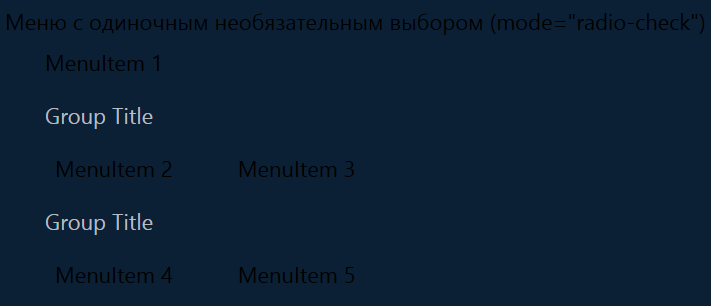 Меню с одиночным необязательным выбором (mode="radio-check")
MenuItem 1
Group Title
MenuItem 2 MenuItem 3
Group Title
MenuItem 4 MenuItem 5